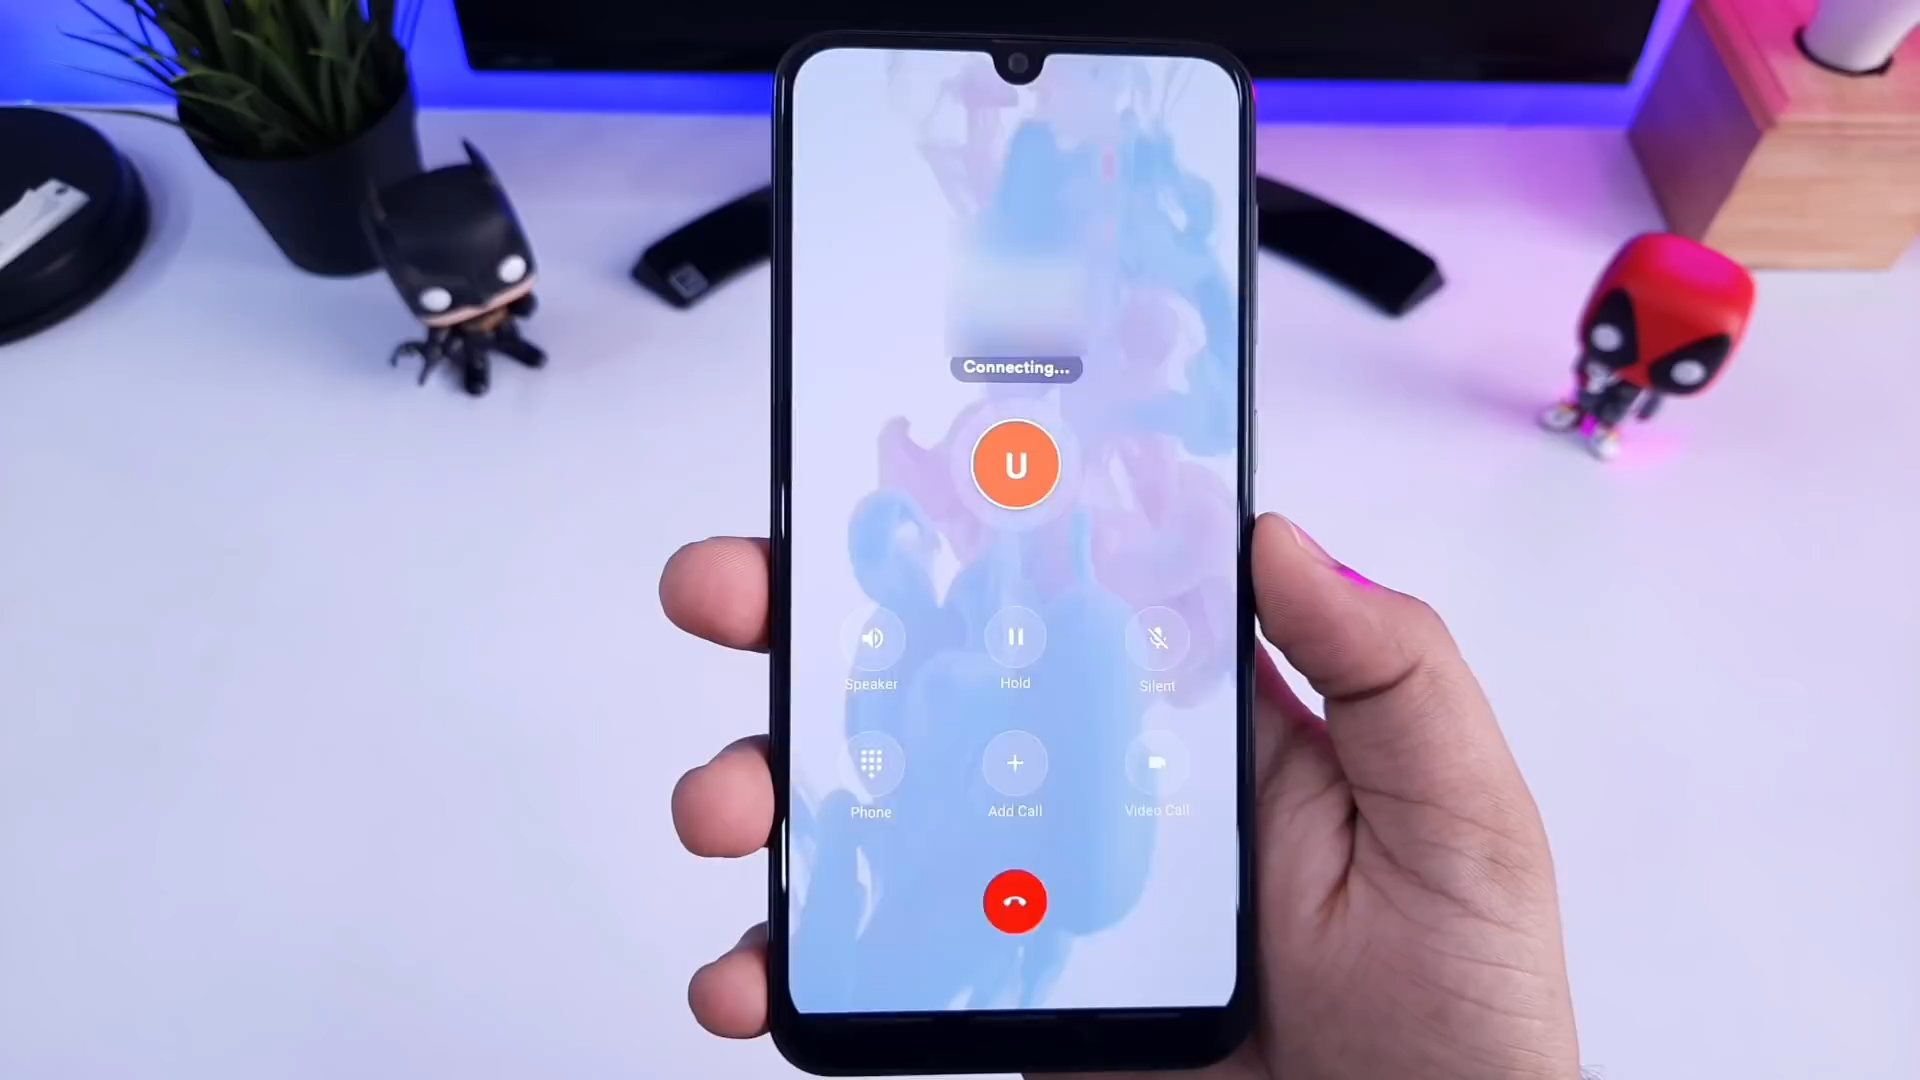 Connecting...
U
Speaker
Hold
Silent
Phone
Add Call
Video Call